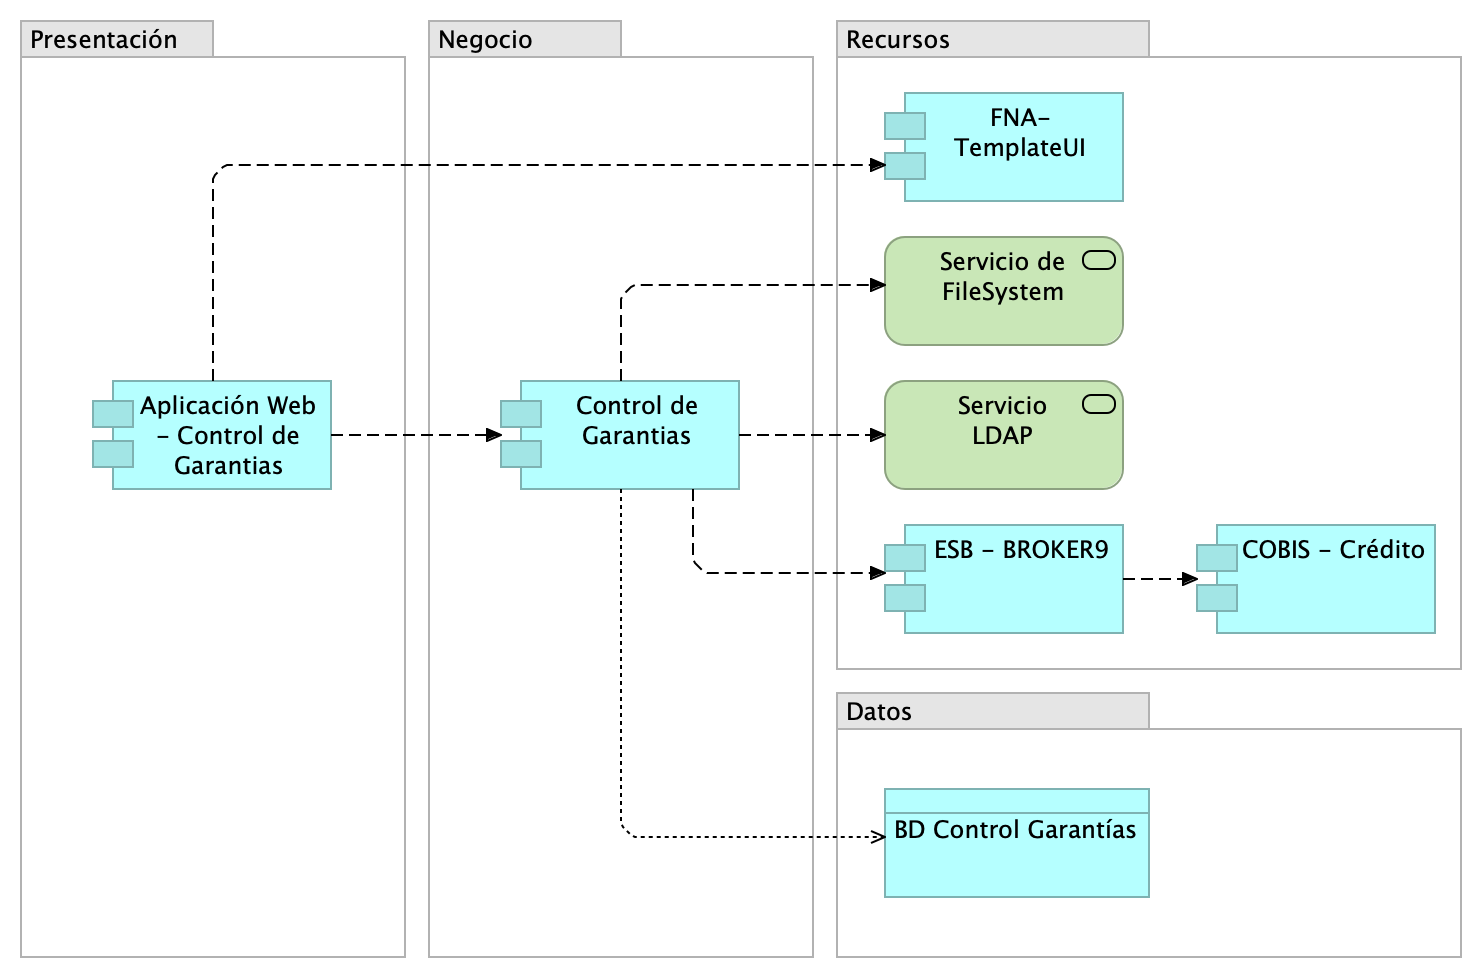 Presentación
Negocio
Recursos
FNA-
TemplateUI
Servicio de
FileSystem
Aplicación Web
- Control de
Garantias
Control de
Garantias
Servicio
LDAP
ESB - BROKER9
COBIS - Crédito
Datos
BD Control Garantías